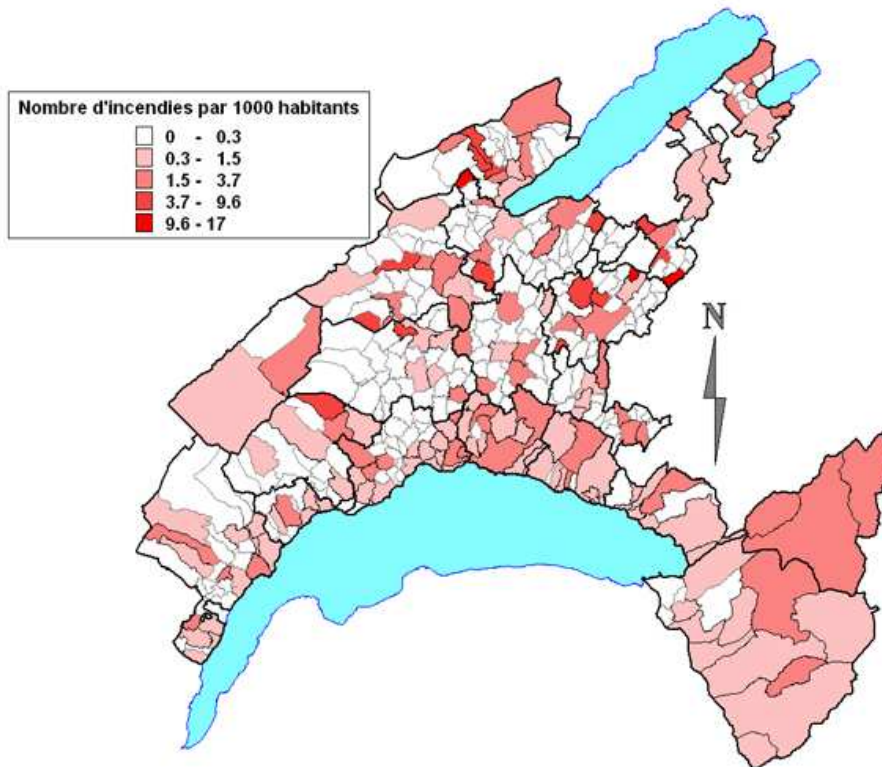 Nombre d'incendies par 1000 habitants
0 - 0.3
0.3 - 1.5
1.5 - 3.7
3.7 - 9.6
9.6 - 17
N